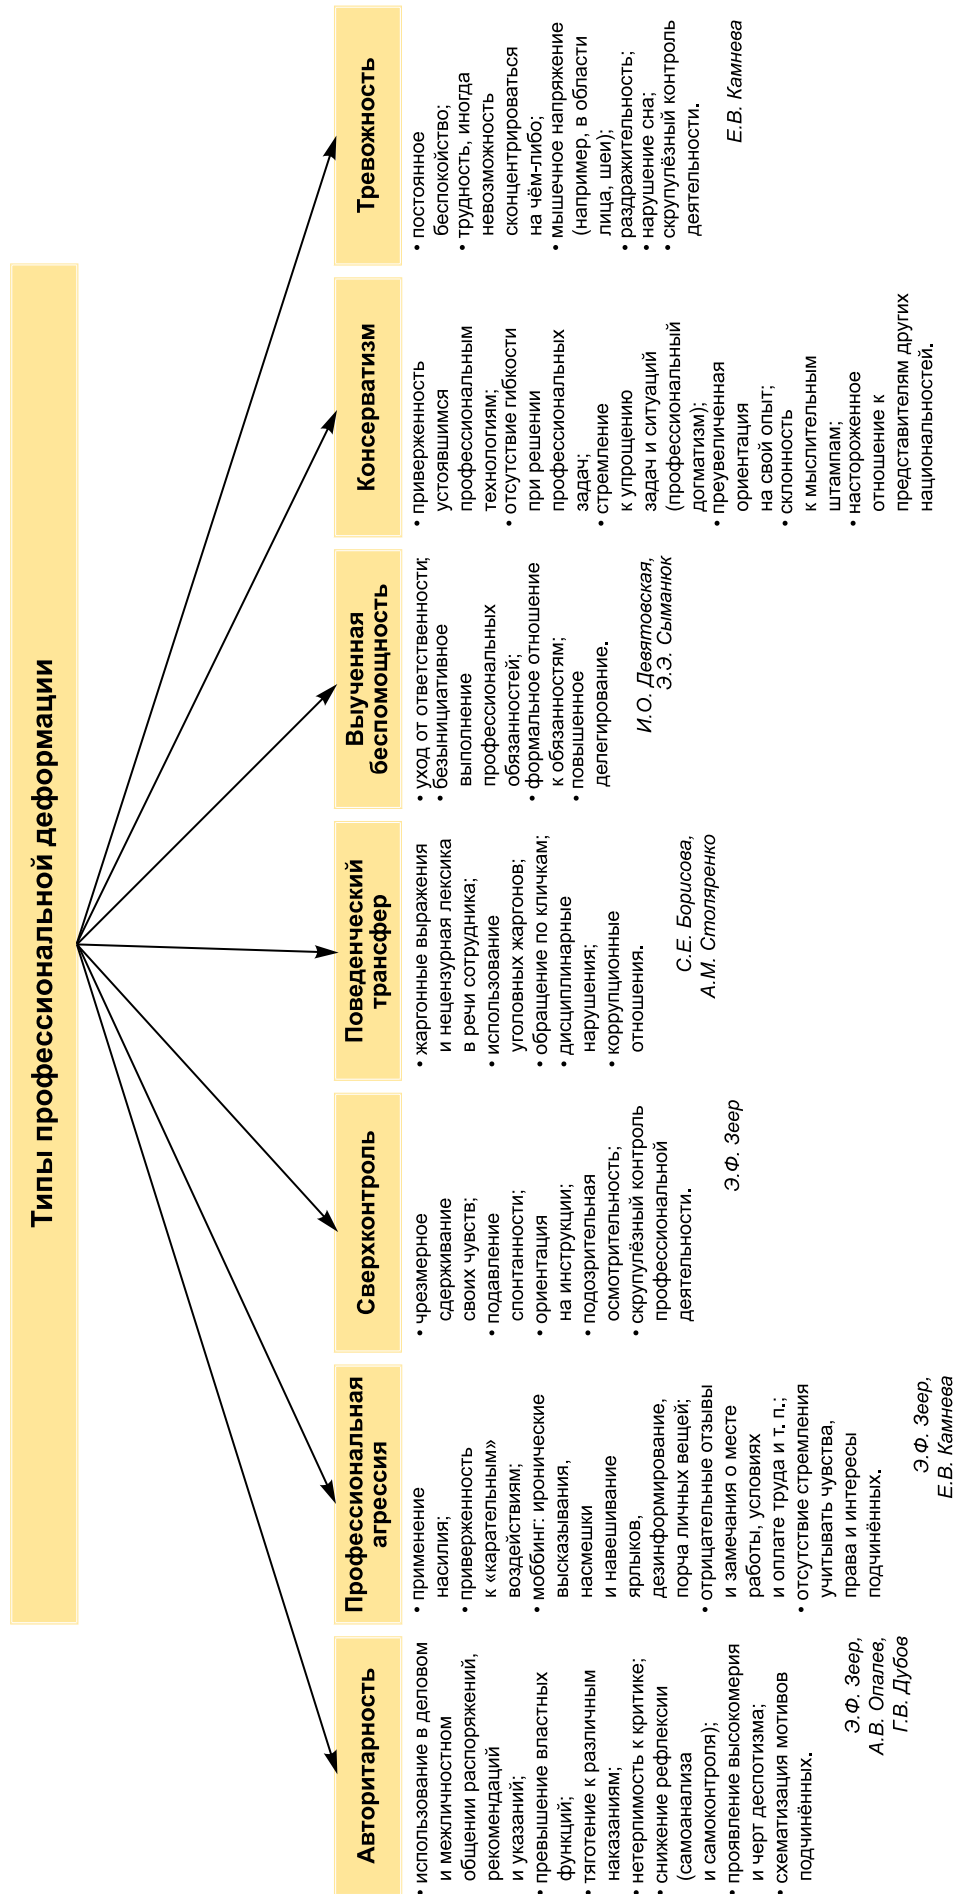 Типы профессиональной деформации
Авторитарность
• использование в деловом
и межличностном
общении распоряжений,
рекомендаций
и указаний;
• превышение властных
функций;
• тяготение к различным
наказаниям;
• нетерпимость к критике;
• снижение рефлексии
(самоанализа
и самоконтроля);
• проявление высокомерия
и черт деспотизма;
• схематизация мотивов
подчинённых.
Э.Ф. Зеер,
А.В. Опалев,
Г.В. Дубов
Профессиональная
агрессия
• применение
насилия;
• приверженность
к «карательным»
воздействиям;
• моббинг: иронические
высказывания,
насмешки
и навешивание
ярлыков,
дезинформирование,
порча личных вещей;
• отрицательные отзывы
и замечания о месте
работы, условиях
и оплате труда и т. п.;
• отсутствие стремления
учитывать чувства,
права и интересы
подчинённых.
Э.Ф. Зеер,
Е.В. Камнева
Сверхконтроль
• чрезмерное
сдерживание
своих чувств;
• подавление
спонтанности;
• ориентация
на инструкции;
• подозрительная
осмотрительность;
• скрупулёзный контроль
профессиональной
деятельности.
Э.Ф. Зеер
Поведенческий
трансфер
• жаргонные выражения
и нецензурная лексика
в речи сотрудника;
• использование
уголовных жаргонов;
• обращение по кличкам;
• дисциплинарные
нарушения;
• коррупционные
отношения.
С.Е. Борисова,
А.М. Столяренко
Выученная
беспомощность
• уход от ответственности;
• безынициативное
выполнение
профессиональных
обязанностей;
• формальное отношение
к обязанностям;
• повышенное
делегирование.
И.О. Девятовская,
Э.Э. Сыманюк
Консерватизм
• приверженность
устоявшимся
профессиональным
технологиям;
• отсутствие гибкости
при решении
профессиональных
задач;
• стремление
к упрощению
задач и ситуаций
(профессиональный
догматизм);
• преувеличенная
ориентация
на свой опыт;
• склонность
к мыслительным
штампам;
• настороженное
отношение к
представителям других
национальностей.
Тревожность
• постоянное
беспокойство;
• трудность, иногда
невозможность
сконцентрироваться
на чём-либо;
• мышечное напряжение
(например, в области
лица, шеи);
• раздражительность;
• нарушение сна;
• скрупулёзный контроль
деятельности.
Е.В. Камнева